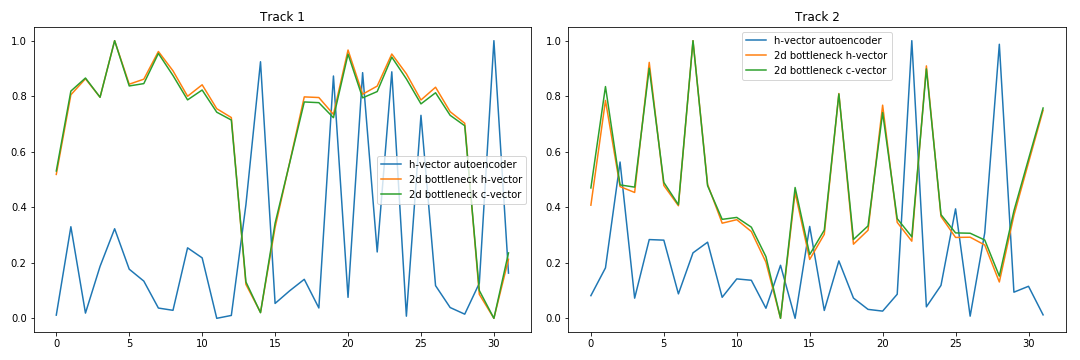 Track 1
1.0
0.8
0.6
0.4
0.2
0.0
h-vector autoencoder
2d bottleneck h-vector
2d bottleneck c-vector
0 5 10 15 20 25 30
Track 2
1.0
0.8
0.6
0.4
0.2
0.0
h-vector autoencoder
2d bottleneck h-vector
2d bottleneck c-vector
0 5 10 15 20 25 30